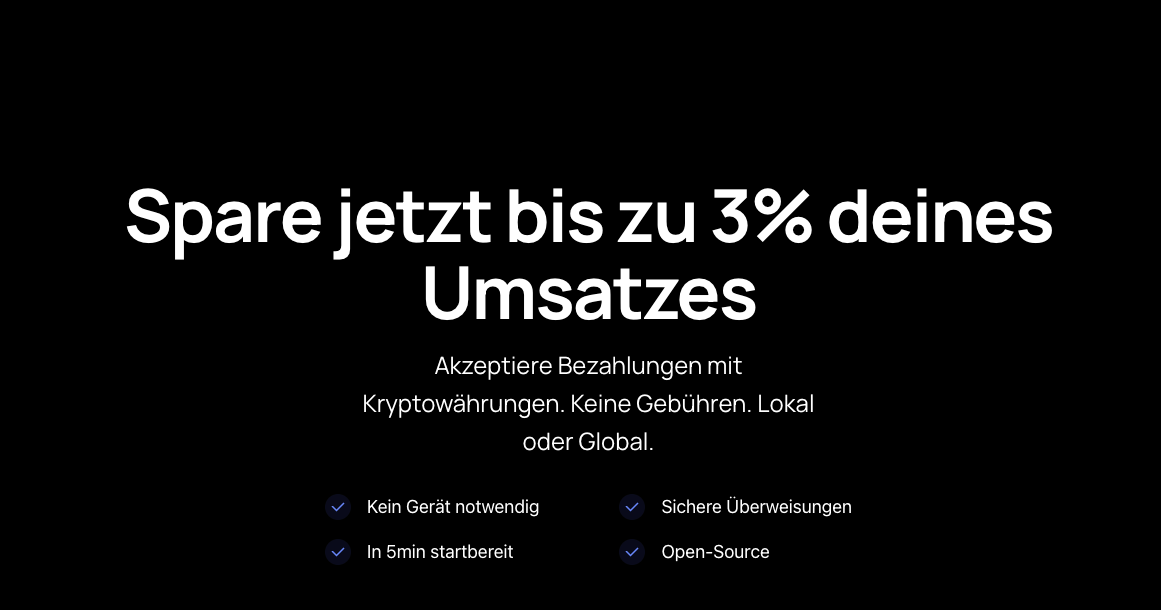 Spare jetzt bis zu 3% deines
Umsatzes
Akzeptiere Bezahlungen mit
Kryptowährungen. Keine Gebühren. Lokal
oder Global.
Kein Gerät notwendig
Sichere Überweisungen
In 5min startbereit
Open-Source